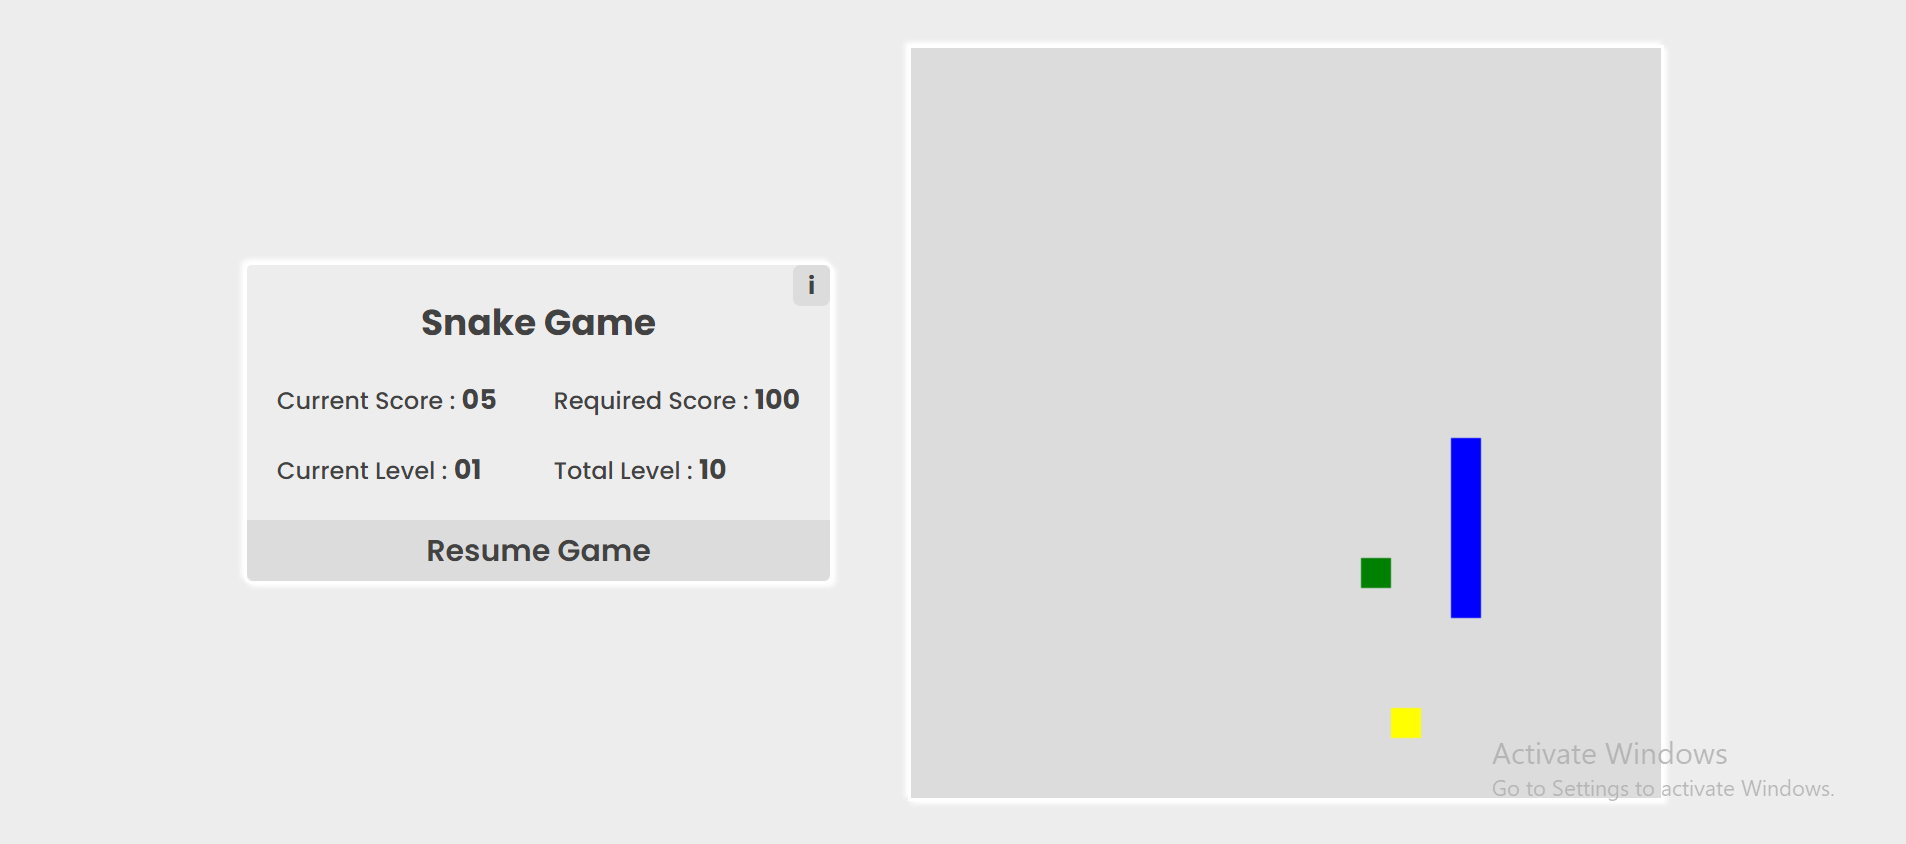 i
Snake Game
Current Score : 05
Required Score : 100
Current Level : 01
Total Level : 10
Resume Game
Activate Windows
Go to Settings to activate Windows.